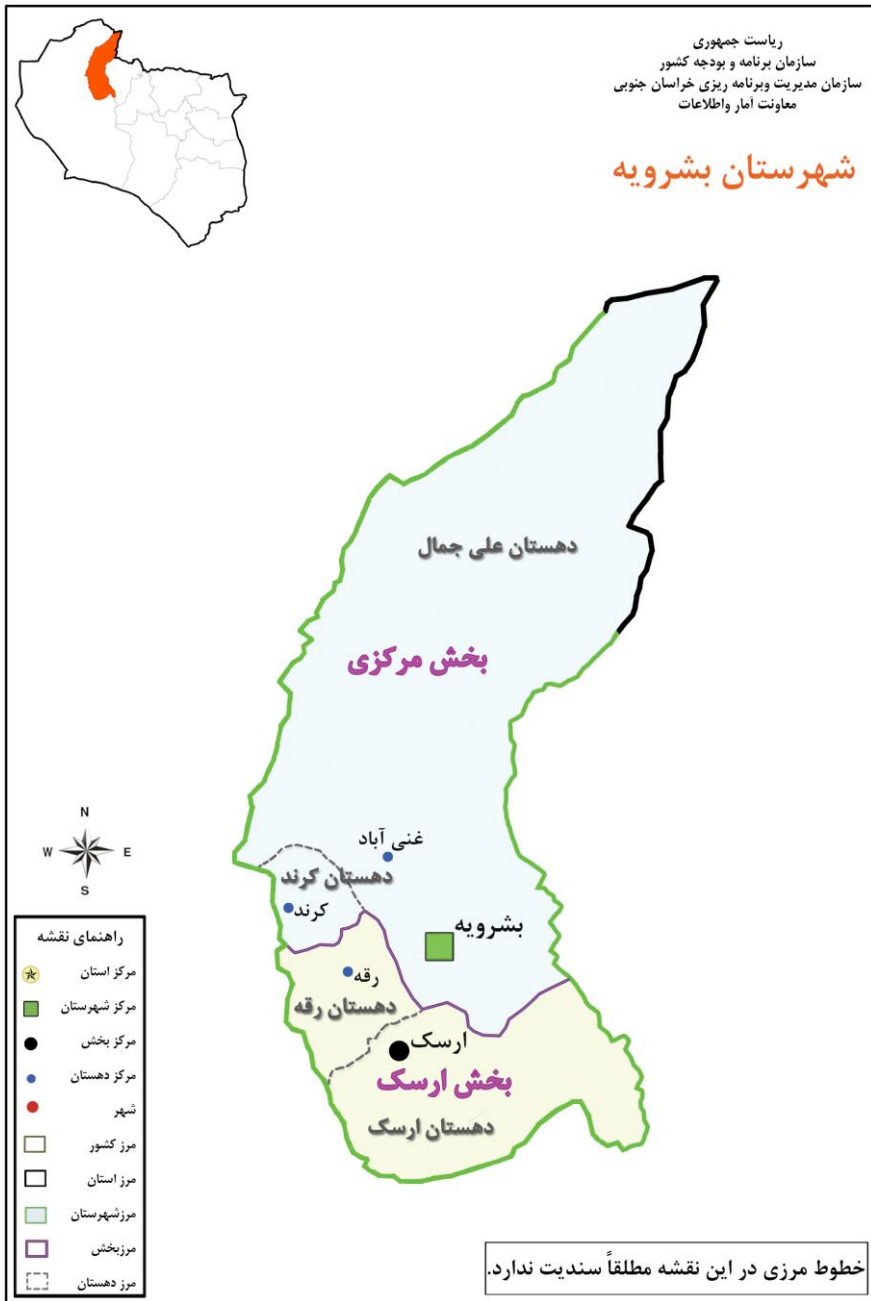 ریاست جمهوری
سازمان برنامه و بودجه کشور
سازمان مدیریت وبرنامه ریزی خراسان جنوبی
معاونت آمار واطلاعات
شهرستان بشرویه
دهستان علی جمال
بخش مرکزی
غنی آباد
دهستان کرند
کرند
بشرویه
رقه
دهستان رقه
ارسک
بخش ارسک
دهستان ارسک
N
W
E
S
راهنمای نقشه
مرکز استان
مرکز شهرستان
مرکز بخش
مرکز دهستان
شهر
مرز کشور
مرز استان
مرزشهرستان
مرزبخش
مرز دهستان
خطوط مرزی در این نقشه مطلقاً سندیت ندارد.